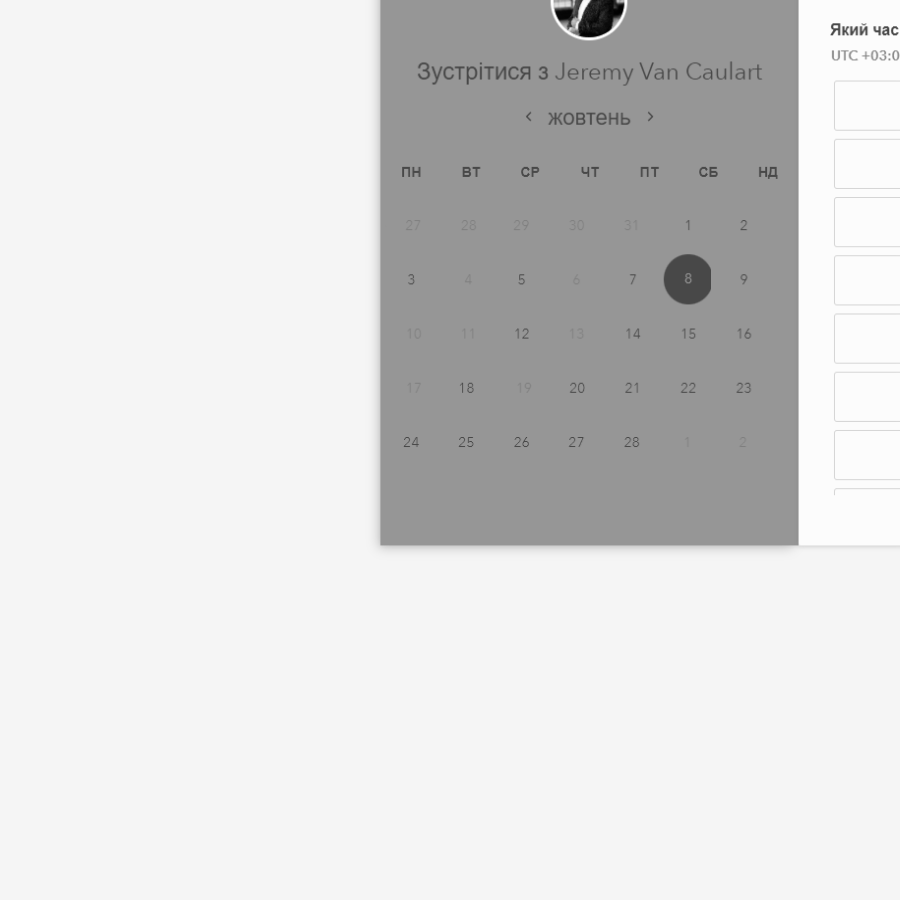 Зустрітися з Jeremy Van Caulart
‹ жовтень ›
ПН ВТ СР ЧТ ПТ СБ НД
27 28 29 30 31 1 2
3 4 5 6 7 8 9
10 11 12 13 14 15 16
17 18 19 20 21 22 23
24 25 26 27 28 1 2
Який час
UTC +03:0